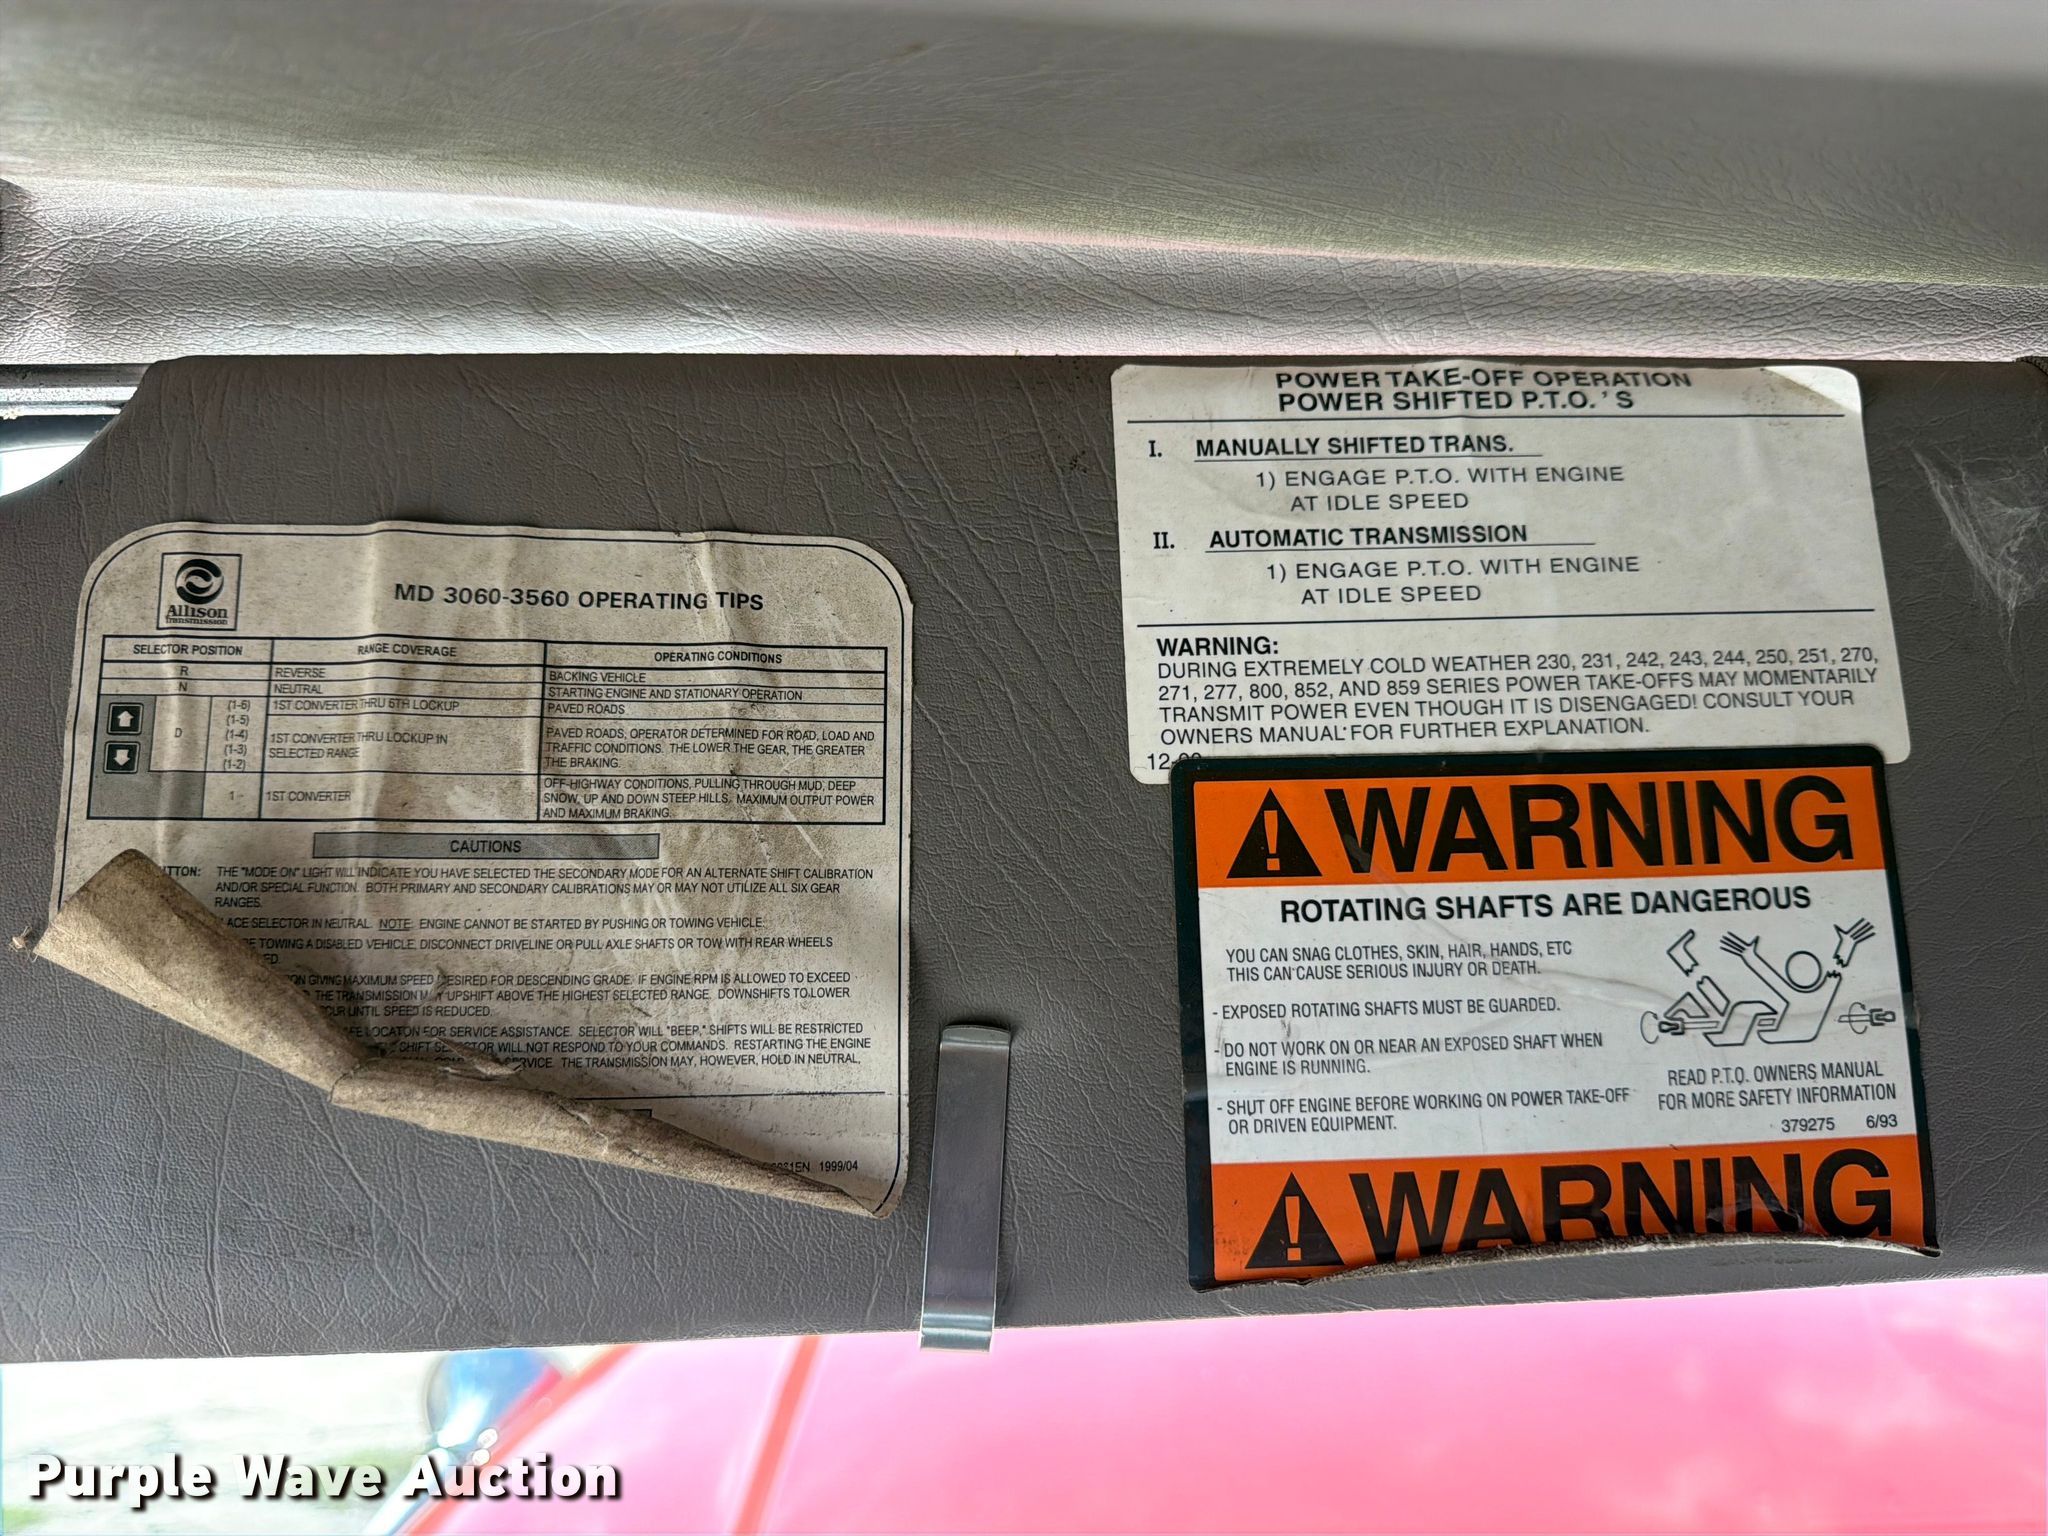 Allison
Transmission
MD 3060-3560 OPERATING TIPS
SELECTOR POSITION RANGE COVERAGE OPERATING CONDITIONS
R REVERSE BACKING VEHICLE
N NEUTRAL STARTING ENGINE AND STATIONARY OPERATION
(1-6) 1ST CONVERTER THRU 6TH LOCKUP PAVED ROADS
D
(1-5)
(1-4)
(1-3)
(1-2)
1ST CONVERTER THRU LOCKUP IN
SELECTED RANGE
PAVED ROADS, OPERATOR DETERMINED FOR ROAD, LOAD AND
TRAFFIC CONDITIONS. THE LOWER THE GEAR, THE GREATER
THE BRAKING.
1 1ST CONVERTER
OFF-HIGHWAY CONDITIONS, PULLING THROUGH MUD, DEEP
SNOW, UP AND DOWN STEEP HILLS. MAXIMUM OUTPUT POWER
AND MAXIMUM BRAKING.
CAUTIONS
THE "MODE ON" LIGHT WILL INDICATE YOU HAVE SELECTED THE SECONDARY MODE FOR AN ALTERNATE SHIFT CALIBRATION
AND/OR SPECIAL FUNCTION. BOTH PRIMARY AND SECONDARY CALIBRATIONS MAY OR MAY NOT UTILIZE ALL SIX GEAR
RANGES.
SELECTOR IN NEUTRAL. NOTE: ENGINE CANNOT BE STARTED BY PUSHING OR TOWING VEHICLE.
TOWING A DISABLED VEHICLE, DISCONNECT DRIVELINE OR PULL AXLE SHAFTS OR TOW WITH REAR WHEELS
GIVING MAXIMUM SPEED DESIRED FOR DESCENDING GRADE. IF ENGINE RPM IS ALLOWED TO EXCEED
THE TRANSMISSION MAY UPSHIFT ABOVE THE HIGHEST SELECTED RANGE. DOWNSHIFTS TO LOWER
UNTIL SPEED IS REDUCED.
LOCATON FOR SERVICE ASSISTANCE. SELECTOR WILL "BEEP," SHIFTS WILL BE RESTRICTED
SHIFT SELECTOR WILL NOT RESPOND TO YOUR COMMANDS. RESTARTING THE ENGINE
THE TRANSMISSION MAY, HOWEVER, HOLD IN NEUTRAL,
1999/04
POWER TAKE-OFF OPERATION
POWER SHIFTED P.T.O.'S
I. MANUALLY SHIFTED TRANS.
1) ENGAGE P.T.O. WITH ENGINE
AT IDLE SPEED
II. AUTOMATIC TRANSMISSION
1) ENGAGE P.T.O. WITH ENGINE
AT IDLE SPEED
WARNING:
DURING EXTREMELY COLD WEATHER 230, 231, 242, 243, 244, 250, 251, 270,
271, 277, 800, 852, AND 859 SERIES POWER TAKE-OFFS MAY MOMENTARILY
TRANSMIT POWER EVEN THOUGH IT IS DISENGAGED! CONSULT YOUR
OWNERS MANUAL FOR FURTHER EXPLANATION.
WARNING
ROTATING SHAFTS ARE DANGEROUS
YOU CAN SNAG CLOTHES, SKIN, HAIR, HANDS, ETC
THIS CAN CAUSE SERIOUS INJURY OR DEATH.
- EXPOSED ROTATING SHAFTS MUST BE GUARDED.
- DO NOT WORK ON OR NEAR AN EXPOSED SHAFT WHEN
ENGINE IS RUNNING.
- SHUT OFF ENGINE BEFORE WORKING ON POWER TAKE-OFF
OR DRIVEN EQUIPMENT.
READ P.T.O. OWNERS MANUAL
FOR MORE SAFETY INFORMATION
379275 6/93
WARNING
Purple Wave Auction